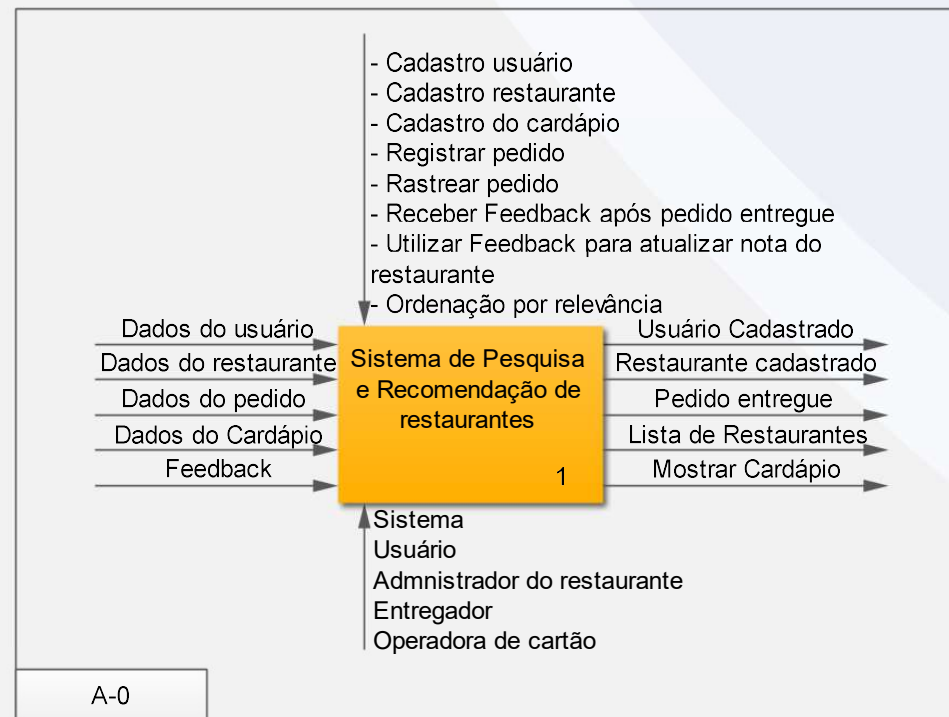 - Cadastro usuário
- Cadastro restaurante
- Cadastro do cardápio
- Registrar pedido
- Rastrear pedido
- Receber Feedback após pedido entregue
- Utilizar Feedback para atualizar nota do
restaurante
- Ordenação por relevância
Dados do usuário
Dados do restaurante
Dados do pedido
Dados do Cardápio
Feedback
Sistema de Pesquisa
e Recomendação de
restaurantes
1
Usuário Cadastrado
Restaurante cadastrado
Pedido entregue
Lista de Restaurantes
Mostrar Cardápio
Sistema
Usuário
Admnistrador do restaurante
Entregador
Operadora de cartão
A-0